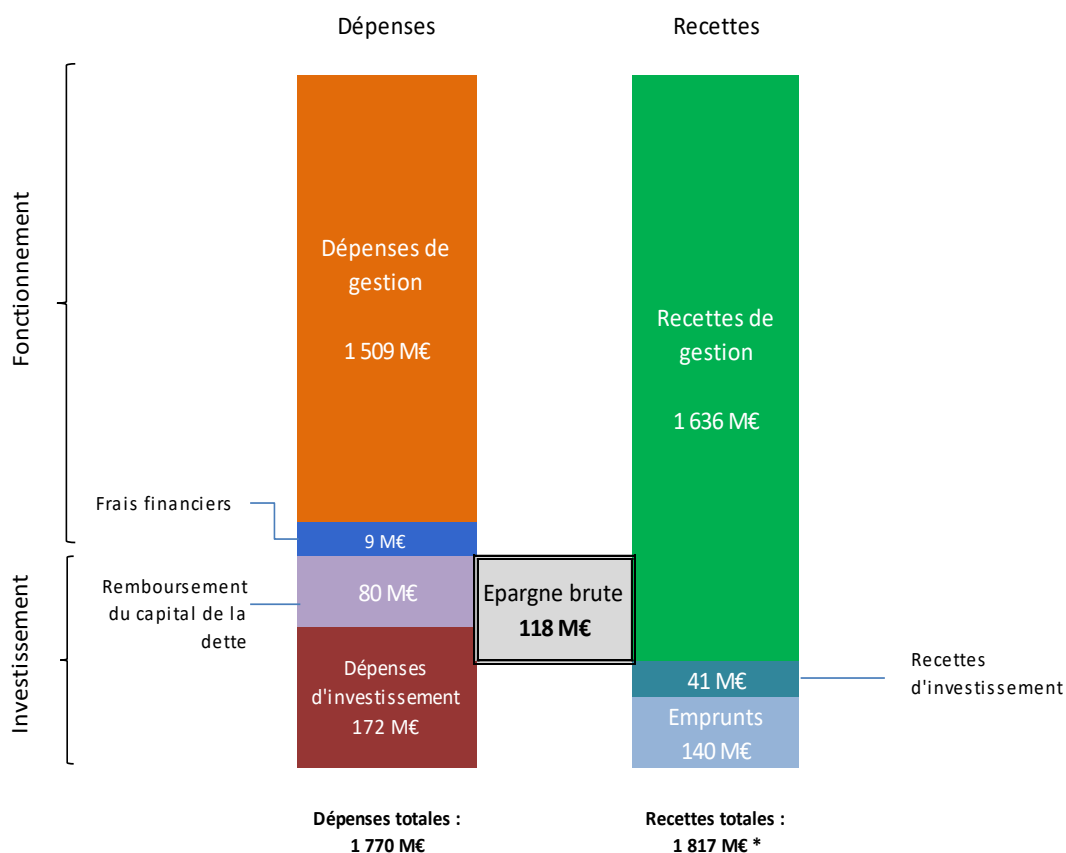 Dépenses
Recettes
Fonctionnement
Dépenses de
gestion
1 509 M€
Recettes de
gestion
1 636 M€
Frais financiers
9 M€
Investissement
Remboursement
du capital de la
dette
80 M€
Epargne brute
118 M€
Dépenses
d'investissement
172 M€
41 M€
Recettes
d'investissement
Emprunts
140 M€
Dépenses totales :
1 770 M€
Recettes totales :
1 817 M€ *